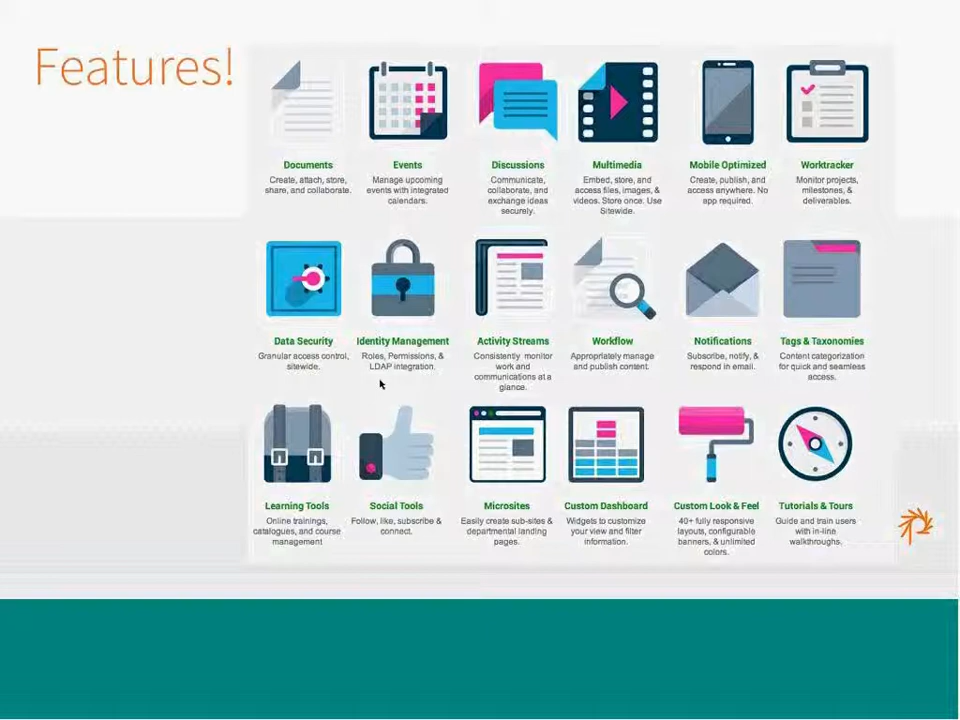 Features!
Documents
Create, attach, store,
share, and collaborate.
Events
Manage upcoming
events with integrated
calendars.
Discussions
Communicate,
collaborate, and
exchange ideas
securely.
Multimedia
Embed, store, and
access files, images, &
videos. Store once. Use
Sitewide.
Mobile Optimized
Create, publish, and
access anywhere. No
app required.
Worktracker
Monitor projects,
milestones, &
deliverables.
Data Security
Granular access control,
sitewide.
Identity Management
Roles, Permissions, &
LDAP integration.
Activity Streams
Consistently monitor
work and
communications at a
glance.
Workflow
Appropriately manage
and publish content.
Notifications
Subscribe, notify, &
respond in email.
Tags & Taxonomies
Content categorization
for quick and seamless
access.
Learning Tools
Online trainings,
catalogues, and course
management
Social Tools
Follow, like, subscribe &
connect.
Microsites
Easily create sub-sites &
departmental landing
pages.
Custom Dashboard
Widgets to customize
your view and filter
information.
Custom Look & Feel
40+ fully responsive
layouts, configurable
banners, & unlimited
colors.
Tutorials & Tours
Guide and train users
with in-line
walkthroughs.